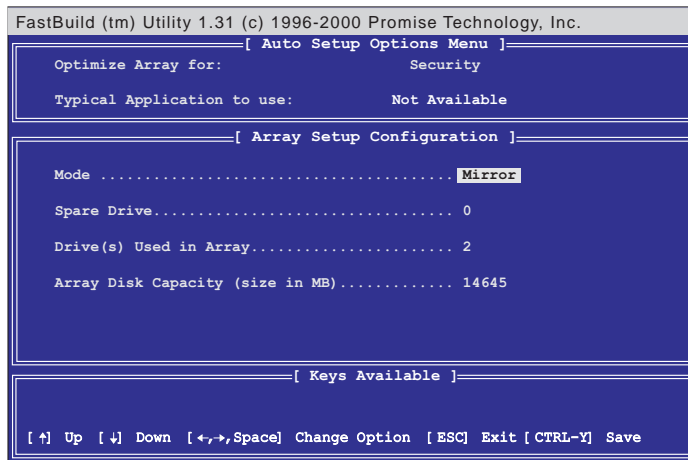 FastBuild (tm) Utility 1.31 (c) 1996-2000 Promise Technology, Inc.
[ Auto Setup Options Menu ]
Optimize Array for: Security
Typical Application to use: Not Available
[ Array Setup Configuration ]
Mode ....................................... Mirror
Spare Drive................................. 0
Drive(s) Used in Array....................... 2
Array Disk Capacity (size in MB)............. 14645
[ Keys Available ]
[↑] Up [↓] Down [←,→,Space] Change Option [ESC] Exit [CTRL-Y] Save